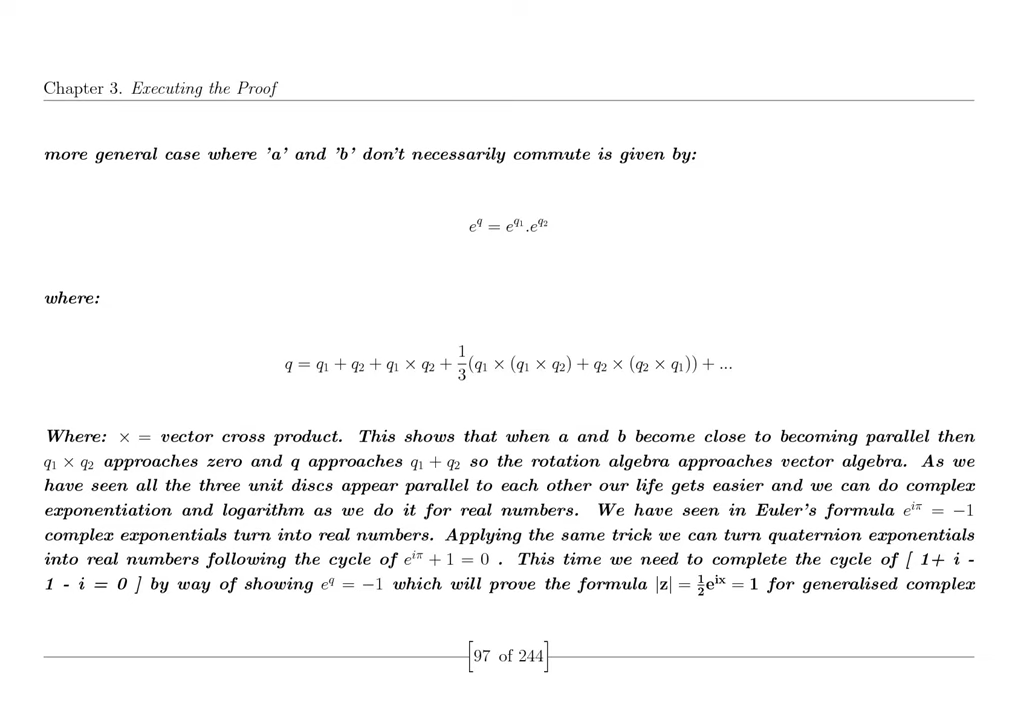 Chapter 3. Executing the Proof
more general case where 'a' and 'b' don't necessarily commute is given by:
e^q = e^{q_1}.e^{q_2}
where:
q = q_1 + q_2 + q_1 × q_2 + \frac{1}{3}(q_1 × (q_1 × q_2) + q_2 × (q_2 × q_1)) + ...
Where: × = vector cross product. This shows that when a and b become close to becoming parallel then
q_1 × q_2 approaches zero and q approaches q_1 + q_2 so the rotation algebra approaches vector algebra. As we
have seen all the three unit discs appear parallel to each other our life gets easier and we can do complex
exponentiation and logarithm as we do it for real numbers. We have seen in Euler's formula e^{iπ} = −1
complex exponentials turn into real numbers. Applying the same trick we can turn quaternion exponentials
into real numbers following the cycle of e^{iπ} + 1 = 0 . This time we need to complete the cycle of [ 1+ i -
1 - i = 0 ] by way of showing e^q = −1 which will prove the formula |z| = \frac{1}{2}e^{ix} = 1 for generalised complex
[97 of 244]